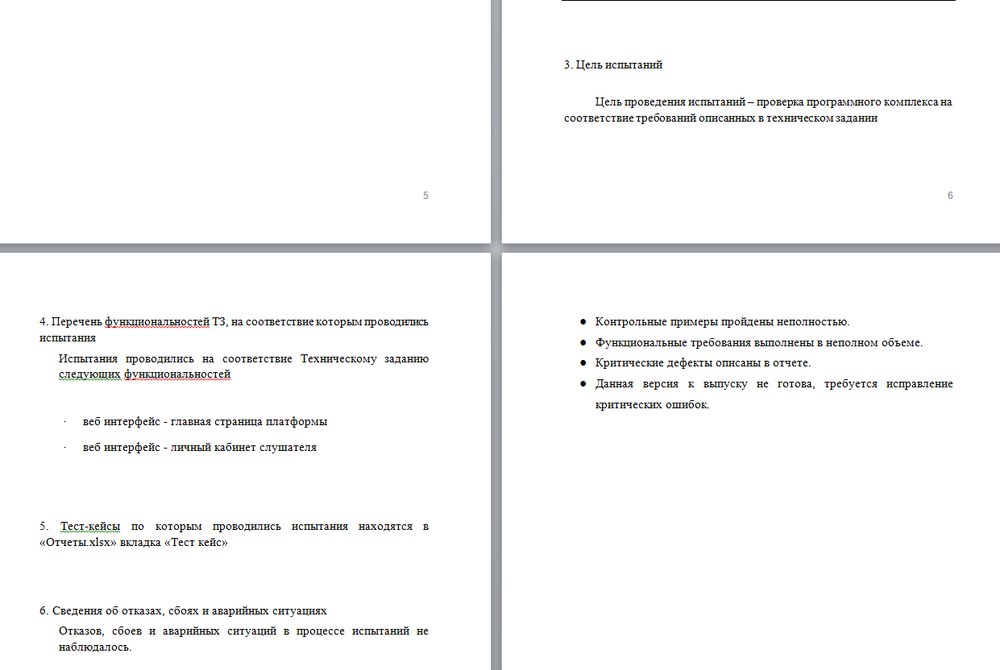 5
3. Цель испытаний
Цель проведения испытаний – проверка программного комплекса на
соответствие требований описанных в техническом задании
6
4. Перечень функциональностей ТЗ, на соответствие которым проводились
испытания
Испытания проводились на соответствие Техническому заданию
следующих функциональностей
· веб интерфейс - главная страница платформы
· веб интерфейс - личный кабинет слушателя
5. Тест-кейсы по которым проводились испытания находятся в
«Отчеты.xlsx» вкладка «Тест кейс»
6. Сведения об отказах, сбоях и аварийных ситуациях
Отказов, сбоев и аварийных ситуаций в процессе испытаний не
наблюдалось.
● Контрольные примеры пройдены неполностью.
● Функциональные требования выполнены в неполном объеме.
● Критические дефекты описаны в отчете.
● Данная версия к выпуску не готова, требуется исправление
критических ошибок.